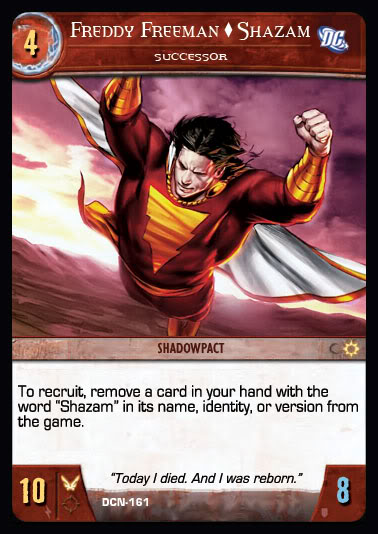 4
FREDDY FREEMAN ♦ SHAZAM
SUCCESSOR
DC
SHADOWPACT
C
To recruit, remove a card in your hand with the
word "Shazam" in its name, identity, or version from
the game.
"Today I died. And I was reborn."
10
DCN-161
8